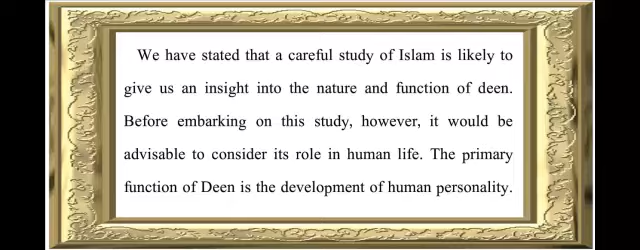 We have stated that a careful study of Islam is likely to
give us an insight into the nature and function of deen.
Before embarking on this study, however, it would be
advisable to consider its role in human life. The primary
function of Deen is the development of human personality.